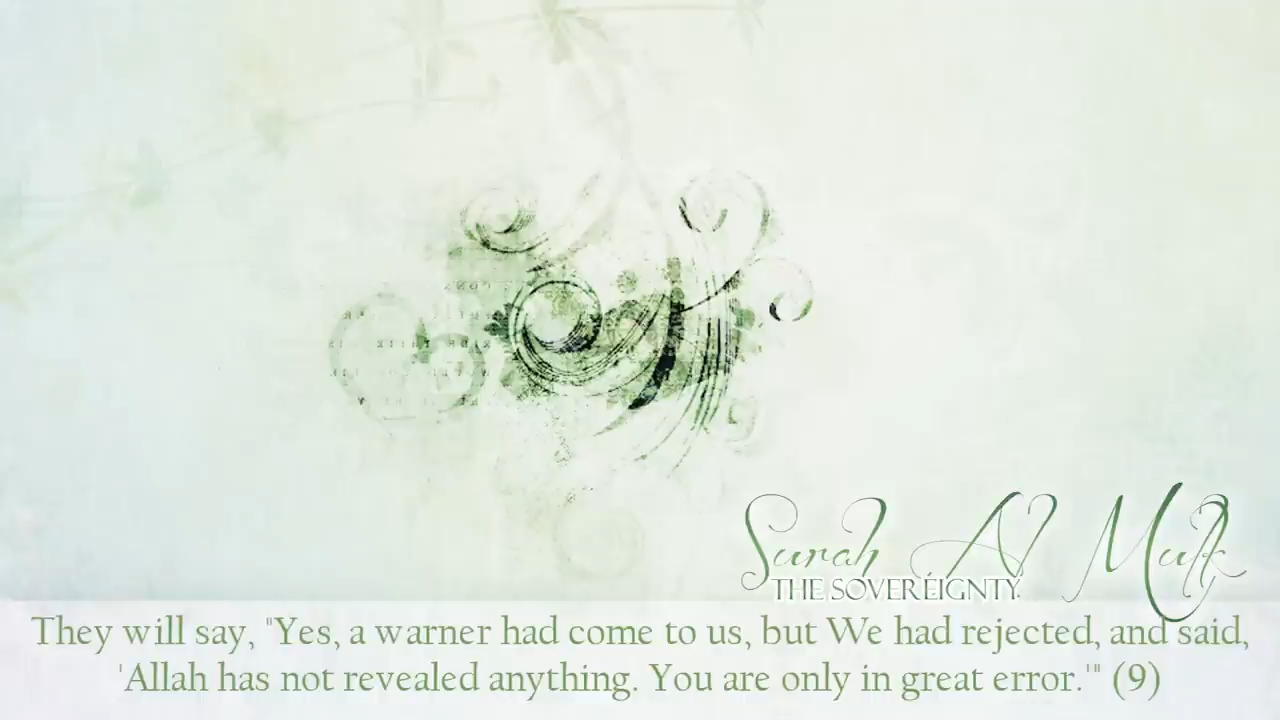 Surah Al Mulk
THE SOVEREIGNTY
They will say, "Yes, a warner had come to us, but We had rejected, and said,
'Allah has not revealed anything. You are only in great error.'" (9)